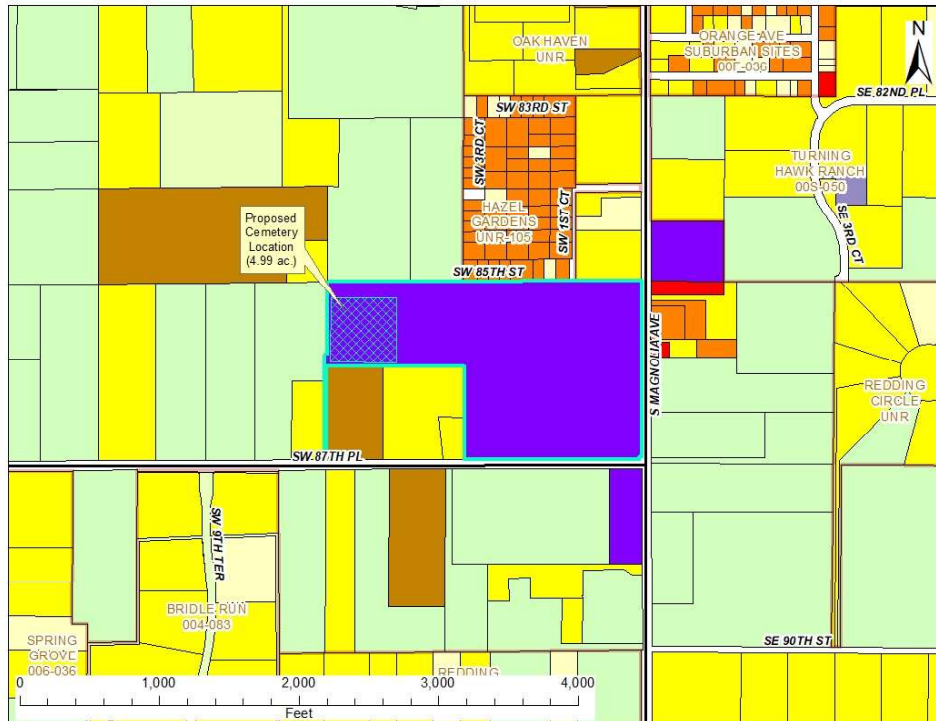 OAK HAVEN
UNR
ORANGE AVE
SUBURBAN SITES
00F-036
N
SE 82ND PL
SW 83RD ST
SW 3RD CT
TURNING
HAWK RANCH
00S-050
SE 3RD CT
HAZEL
GARDENS
UNR-105
SW 1ST CT
Proposed
Cemetery
Location
(4.99 ac.)
SW 85TH ST
S MAGNOLIA AVE
REDDING
CIRCLE
UNR
SW 87TH PL
SW 9TH TER
BRIDLE RUN
004-083
SPRING
GROVE
006-036
SE 90TH ST
REDDING
0 1,000 2,000 3,000 4,000
Feet